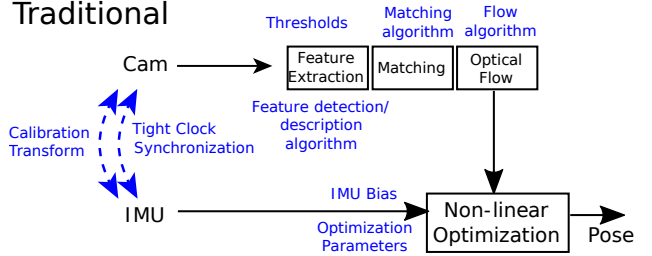 Traditional
Thresholds
Matching
algorithm
Flow
algorithm
Cam
Feature
Extraction
Matching
Optical
Flow
Feature detection/
description
algorithm
Calibration
Transform
Tight Clock
Synchronization
IMU
IMU Bias
Optimization
Parameters
Non-linear
Optimization
Pose